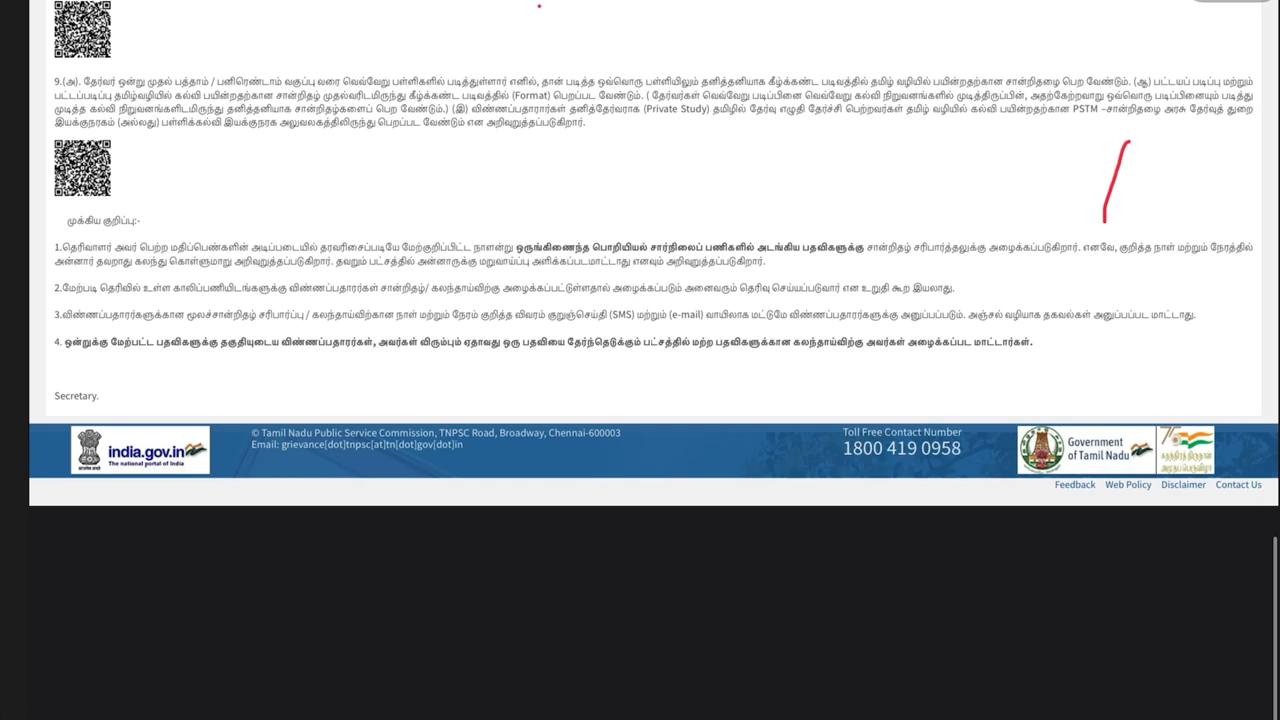 9.(அ). தேர்வர் ஒன்று முதல் பத்தாம் / பனிரெண்டாம் வகுப்பு வரை வெவ்வேறு பள்ளிகளில் படித்துள்ளார் எனில், தான் படித்த ஒவ்வொரு பள்ளியிலும் தனித்தனியாக கீழ்க்கண்ட படிவத்தில் தமிழ் வழியில் பயின்றதற்கான சான்றிதழை பெற வேண்டும். (ஆ) பட்டயப் படிப்பு மற்றும்
பட்டப்படிப்பு தமிழ்வழியில் கல்வி பயின்றதற்கான சான்றிதழ் முதல்வரிடமிருந்து கீழ்க்கண்ட படிவத்தில் (Format) பெறப்பட வேண்டும். ( தேர்வர்கள் வெவ்வேறு படிப்பினை வெவ்வேறு கல்வி நிறுவனங்களில் முடித்திருப்பின், அதற்கேற்றவாறு ஒவ்வொரு படிப்பினையும் படித்து
முடித்த கல்வி நிறுவனங்களிடமிருந்து தனித்தனியாக சான்றிதழ்களைப் பெற வேண்டும்.) (இ) விண்ணப்பதாரர்கள் தனித்தேர்வராக (Private Study) தமிழில் தேர்வு எழுதி தேர்ச்சி பெற்றவர்கள் தமிழ் வழியில் கல்வி பயின்றதற்கான PSTM –சான்றிதழை அரசு தேர்வுத் துறை
இயக்குநரகம் (அல்லது) பள்ளிக்கல்வி இயக்குநரக அலுவலகத்திலிருந்து பெறப்பட வேண்டும் என அறிவுறுத்தப்படுகிறார்.
முக்கிய குறிப்பு:-
1.தெரிவாளர் அவர் பெற்ற மதிப்பெண்களின் அடிப்படையில் தரவரிசைப்படியே மேற்குறிப்பிட்ட நாளன்று ஒருங்கிணைந்த பொறியியல் சார்நிலைப் பணிகளில் அடங்கிய பதவிகளுக்கு சான்றிதழ் சரிபார்த்தலுக்கு அழைக்கப்படுகிறார். எனவே, குறித்த நாள் மற்றும் நேரத்தில்
அன்னார் தவறாது கலந்து கொள்ளுமாறு அறிவுறுத்தப்படுகிறார். தவறும் பட்சத்தில் அன்னாருக்கு மறுவாய்ப்பு அளிக்கப்படமாட்டாது எனவும் அறிவுறுத்தப்படுகிறார்.
2.மேற்படி தெரிவில் உள்ள காலிப்பணியிடங்களுக்கு விண்ணப்பதாரர்கள் சான்றிதழ்/ கலந்தாய்விற்கு அழைக்கப்பட்டுள்ளதால் அழைக்கப்படும் அனைவரும் தெரிவு செய்யப்படுவார் என உறுதி கூற இயலாது.
3.விண்ணப்பதாரர்களுக்கான மூலச்சான்றிதழ் சரிபார்ப்பு / கலந்தாய்விற்கான நாள் மற்றும் நேரம் குறித்த விவரம் குறுஞ்செய்தி (SMS) மற்றும் (e-mail) வாயிலாக மட்டுமே விண்ணப்பதாரர்களுக்கு அனுப்பப்படும். அஞ்சல் வழியாக தகவல்கள் அனுப்பப்பட மாட்டாது.
4. ஒன்றுக்கு மேற்பட்ட பதவிகளுக்கு தகுதியுடைய விண்ணப்பதாரர்கள், அவர்கள் விரும்பும் ஏதாவது ஒரு பதவியை தேர்ந்தெடுக்கும் பட்சத்தில் மற்ற பதவிகளுக்கான கலந்தாய்விற்கு அவர்கள் அழைக்கப்பட மாட்டார்கள்.
Secretary.
india.gov.in
The national portal of India
© Tamil Nadu Public Service Commission, TNPSC Road, Broadway, Chennai-600003
Email: grievance[dot]tnpsc[at]tn[dot]gov[dot]in
Toll Free Contact Number
1800 419 0958
Government
of Tamil Nadu
Feedback Web Policy Disclaimer Contact Us